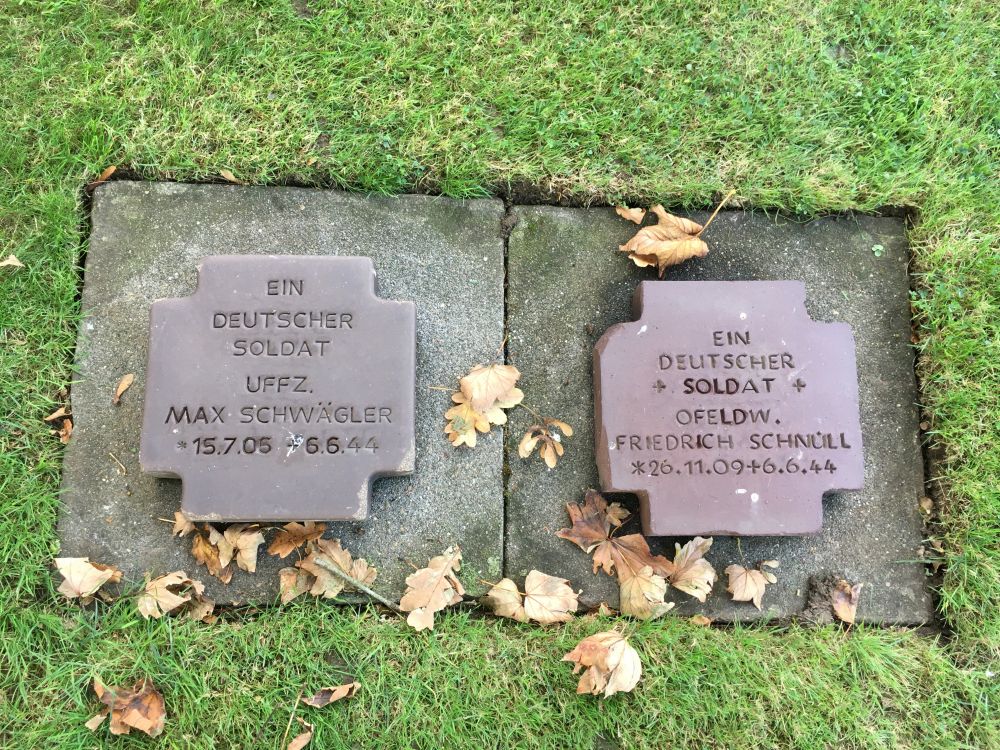 EIN
DEUTSCHER
SOLDAT
UFFZ.
MAX SCHWÄGLER
*15.7.05 +6.6.44
EIN
DEUTSCHER
+ SOLDAT +
OFELDW.
FRIEDRICH SCHNÜLL
*26.11.09+6.6.44